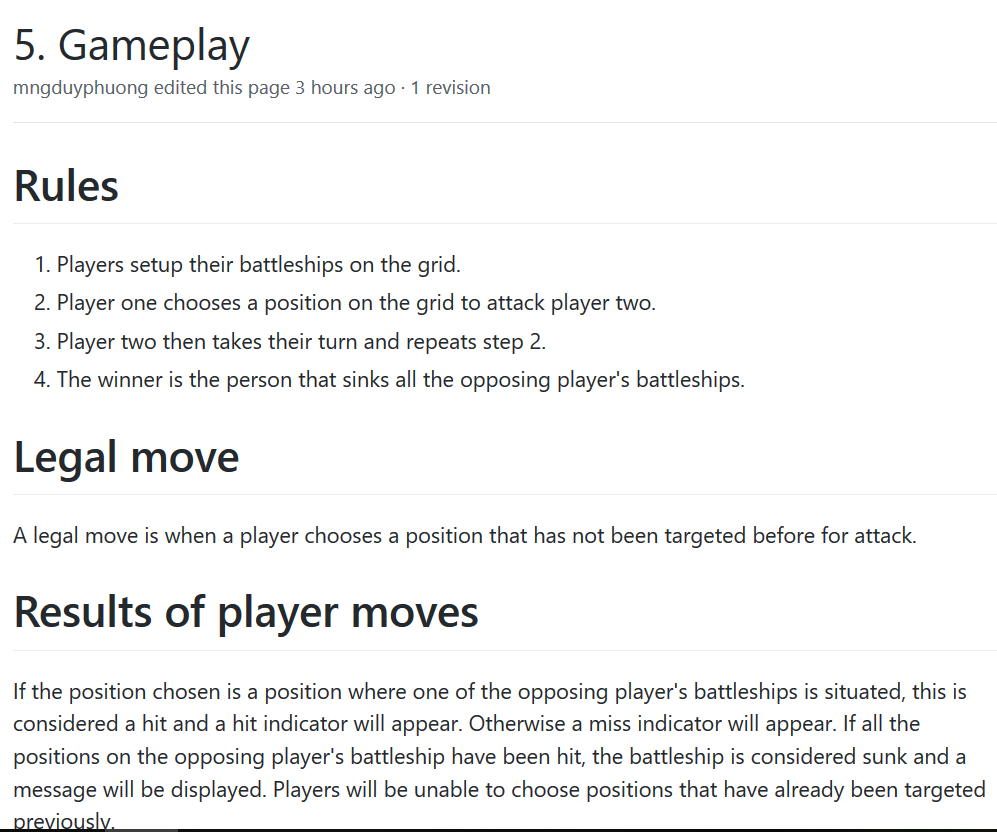 5. Gameplay
mngduyphuong edited this page 3 hours ago · 1 revision
Rules
1. Players setup their battleships on the grid.
2. Player one chooses a position on the grid to attack player two.
3. Player two then takes their turn and repeats step 2.
4. The winner is the person that sinks all the opposing player's battleships.
Legal move
A legal move is when a player chooses a position that has not been targeted before for attack.
Results of player moves
If the position chosen is a position where one of the opposing player's battleships is situated, this is
considered a hit and a hit indicator will appear. Otherwise a miss indicator will appear. If all the
positions on the opposing player's battleship have been hit, the battleship is considered sunk and a
message will be displayed. Players will be unable to choose positions that have already been targeted
previously.